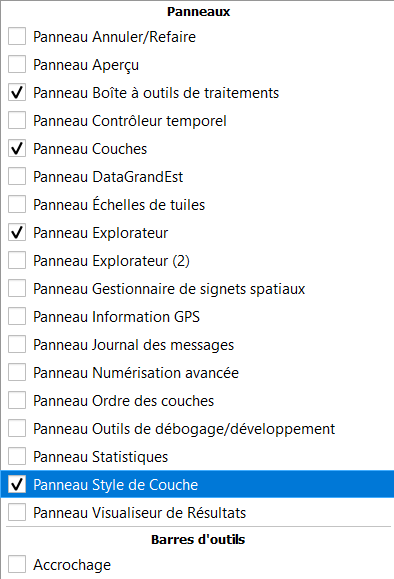 Panneaux
Panneau Annuler/Refaire
Panneau Aperçu
Panneau Boîte à outils de traitements
Panneau Contrôleur temporel
Panneau Couches
Panneau DataGrandEst
Panneau Échelles de tuiles
Panneau Explorateur
Panneau Explorateur (2)
Panneau Gestionnaire de signets spatiaux
Panneau Information GPS
Panneau Journal des messages
Panneau Numérisation avancée
Panneau Ordre des couches
Panneau Outils de débogage/développement
Panneau Statistiques
Panneau Style de Couche
Panneau Visualiseur de Résultats
Barres d'outils
Accrochage